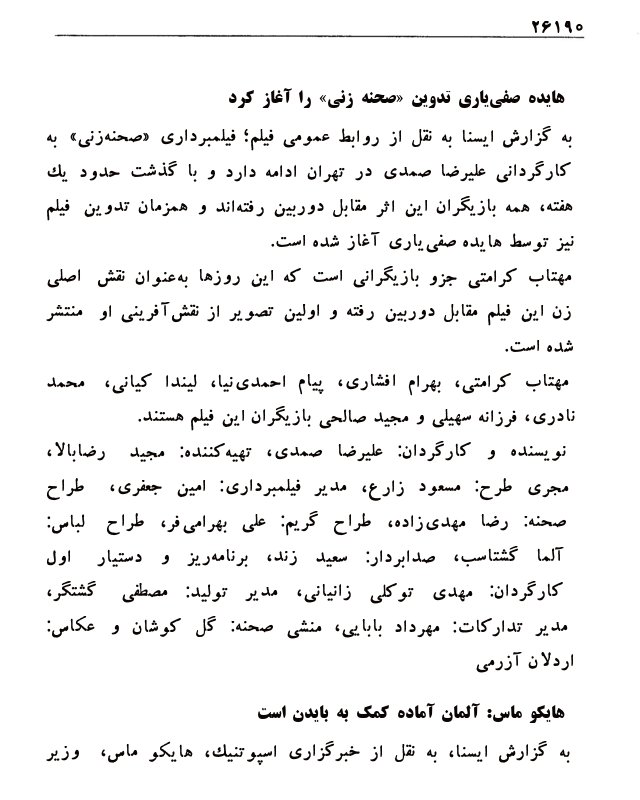 ۲۶۱۹۰
هایده صفی‌یاری تدوین «صحنه زنی» را آغاز کرد
به گزارش ایسنا به نقل از روابط عمومی فیلم؛ فیلمبرداری «صحنه‌زنی» به
کارگردانی علیرضا صمدی در تهران ادامه دارد و با گذشت حدود یك
هفته، همه بازیگران این اثر مقابل دوربین رفته‌اند و همزمان تدوین فیلم
نیز توسط هایده صفی‌یاری آغاز شده است.
مهتاب کرامتی جزو بازیگرانی است که این روزها به‌عنوان نقش اصلی
زن این فیلم مقابل دوربین رفته و اولین تصویر از نقش‌آفرینی او منتشر
شده است.
مهتاب کرامتی، بهرام افشاری، پیام احمدی‌نیا، لیندا کیانی، محمد
نادری، فرزانه سهیلی و مجید صالحی بازیگران این فیلم هستند.
نویسنده و کارگردان: علیرضا صمدی، تهیه‌کننده: مجید رضابالا،
مجری طرح: مسعود زارع، مدیر فیلمبرداری: امین جعفری، طراح
صحنه: رضا مهدی‌زاده، طراح گریم: علی بهرامی‌فر، طراح لباس:
آلما گشتاسب، صدابردار: سعید زند، برنامه‌ریز و دستیار اول
کارگردان: مهدی توکلی زانیانی، مدیر تولید: مصطفی گشتگر،
مدیر تدارکات: مهرداد بابایی، منشی صحنه: گل کوشان و عکاس:
اردلان آزرمی
هایکو ماس: آلمان آماده کمک به بایدن است
به گزارش ایسنا، به نقل از خبرگزاری اسپوتنیك، هایکو ماس، وزیر